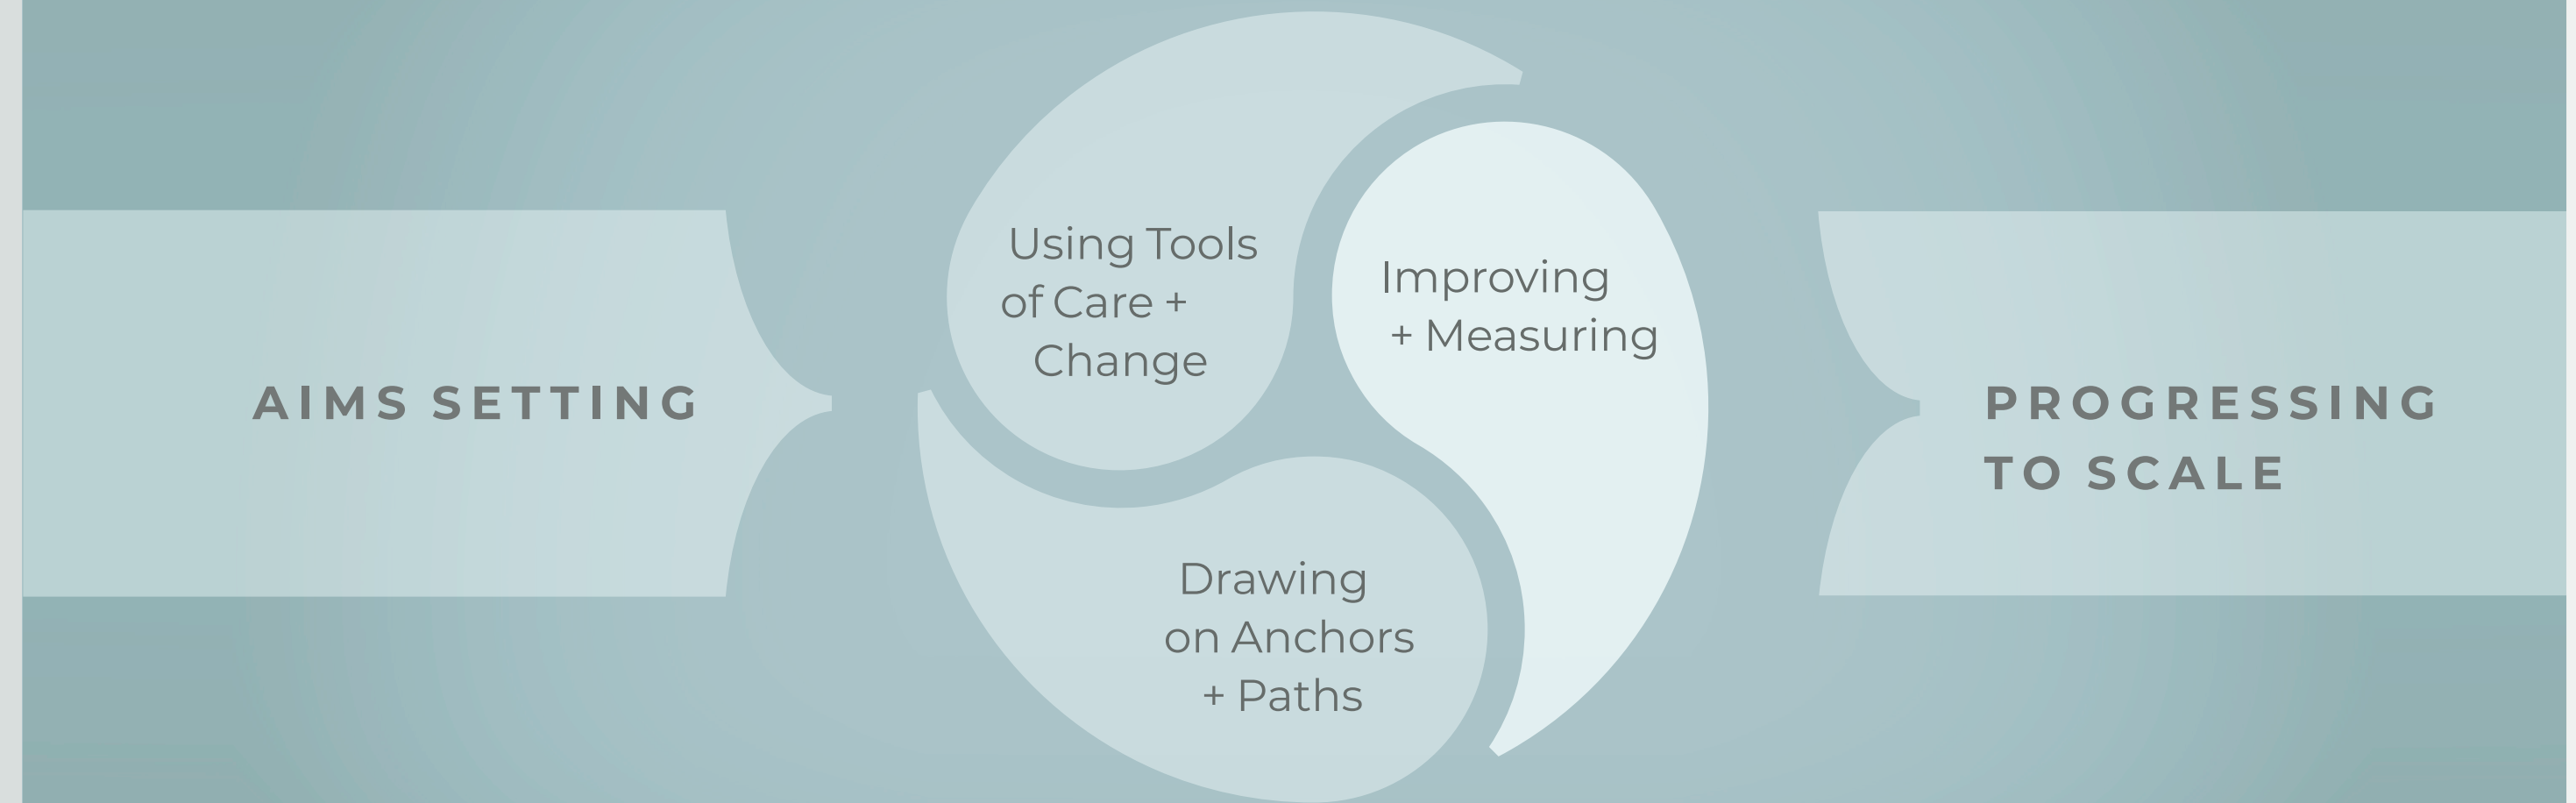 AIMS SETTING
Using Tools
of Care +
Change
Improving
+ Measuring
Drawing
on Anchors
+ Paths
PROGRESSING
TO SCALE